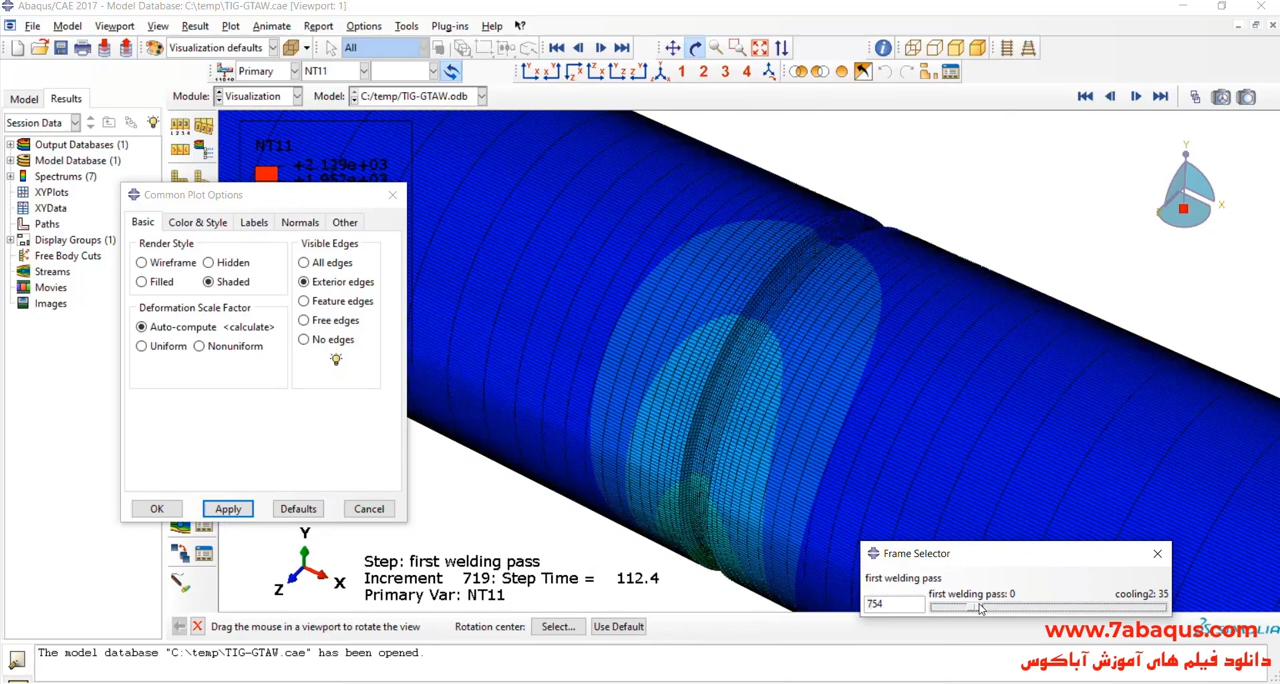 Abaqus/CAE 2017 - Model Database: C:\temp\TIG-GTAW.cae [Viewport: 1]
File Model Viewport View Result Plot Animate Report Options Tools Plug-ins Help
Visualization defaults All
Primary NT11 1 2 3 4
Model Results Module: Visualization Model: C:/temp/TIG-GTAW.odb
Session Data
Output Databases (1)
Model Database (1)
Spectrums (7)
XYPlots
XYData
Paths
Display Groups (1)
Free Body Cuts
Streams
Movies
Images
NT11
+2.129e+03
+1.952e+03
Y
X
Common Plot Options
Basic Color & Style Labels Normals Other
Render Style
Wireframe Hidden
Filled Shaded
Deformation Scale Factor
Auto-compute <calculate>
Uniform Nonuniform
Visible Edges
All edges
Exterior edges
Feature edges
Free edges
No edges
OK Apply Defaults Cancel
Y
Z X
Step: first welding pass
Increment 719: Step Time = 112.4
Primary Var: NT11
Frame Selector
first welding pass
first welding pass: 0 cooling2: 35
754
Drag the mouse in a viewport to rotate the view Rotation center: Select... Use Default
The model database "C:\temp\TIG-GTAW.cae" has been opened.
www.7abaqus.com
دانلود فیلم های آموزش آباکوس